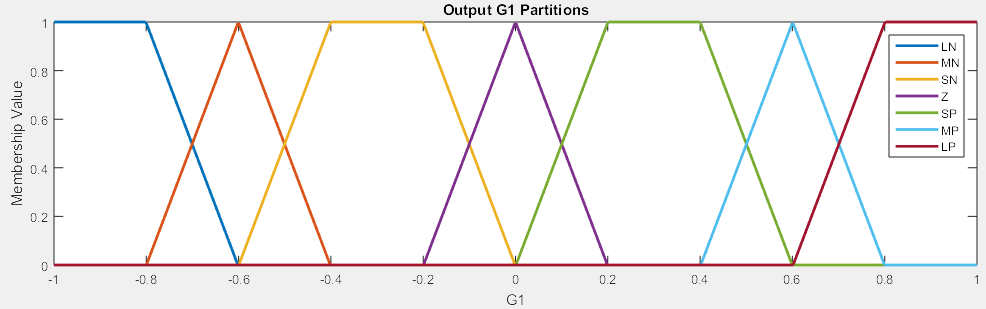 Output G1 Partitions
1
0.8
0.6
0.4
0.2
0
Membership Value
-1 -0.8 -0.6 -0.4 -0.2 0 0.2 0.4 0.6 0.8 1
G1
LN
MN
SN
Z
SP
MP
LP